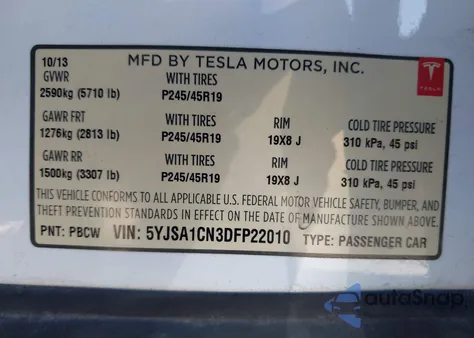 10/13 MFD BY TESLA MOTORS, INC.
GVWR WITH TIRES
2590kg (5710 lb) P245/45R19
TESLA
GAWR FRT WITH TIRES RIM COLD TIRE PRESSURE
1276kg (2813 lb) P245/45R19 19X8 J 310 kPa, 45 psi
GAWR RR WITH TIRES RIM COLD TIRE PRESSURE
1500kg (3307 lb) P245/45R19 19X8 J 310 kPa, 45 psi
THIS VEHICLE CONFORMS TO ALL APPLICABLE U.S. FEDERAL MOTOR VEHICLE SAFETY, BUMPER, AND
THEFT PREVENTION STANDARDS IN EFFECT ON THE DATE OF MANUFACTURE SHOWN ABOVE.
PNT: PBCW VIN: 5YJSA1CN3DFP22010 TYPE: PASSENGER CAR
autoSnap